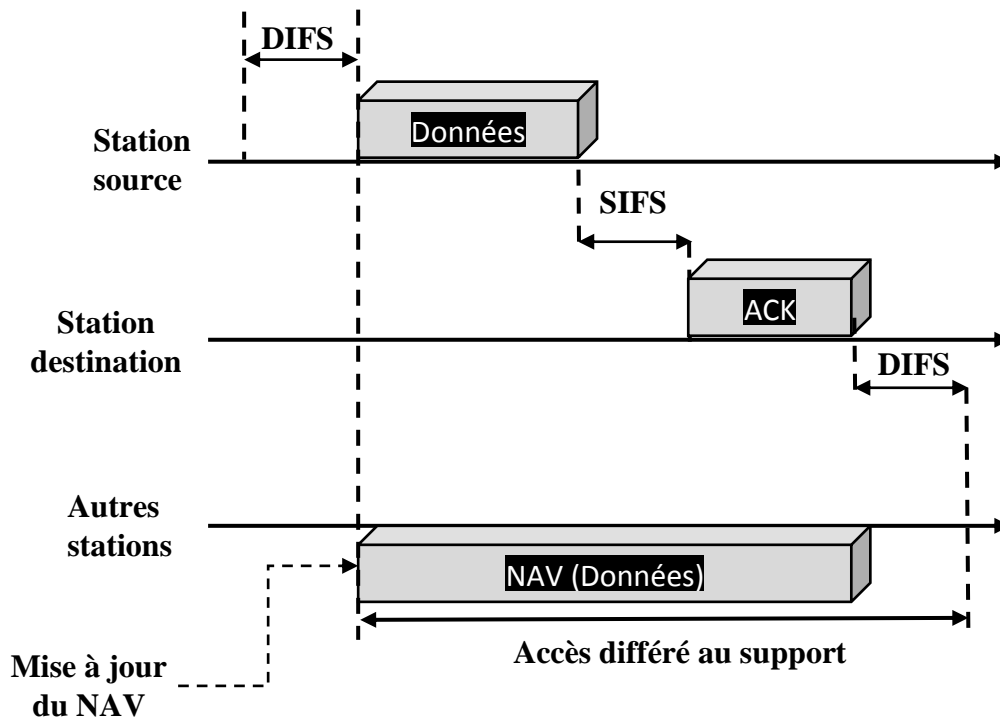 DIFS
Données
Station
source
SIFS
ACK
Station
destination
DIFS
Autres
stations
NAV (Données)
Accès différé au support
Mise à jour
du NAV